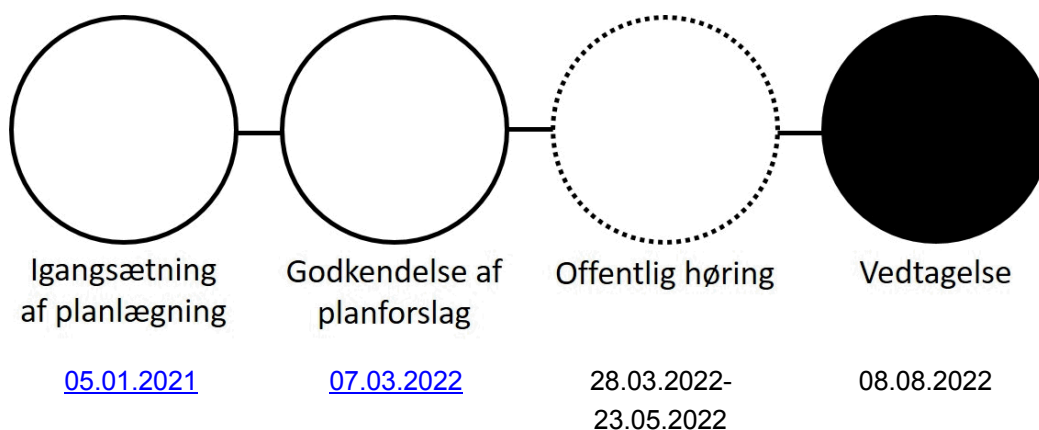 Igangsætning
af planlægning
Godkendelse af
planforslag
Offentlig høring
Vedtagelse
05.01.2021
07.03.2022
28.03.2022-
23.05.2022
08.08.2022